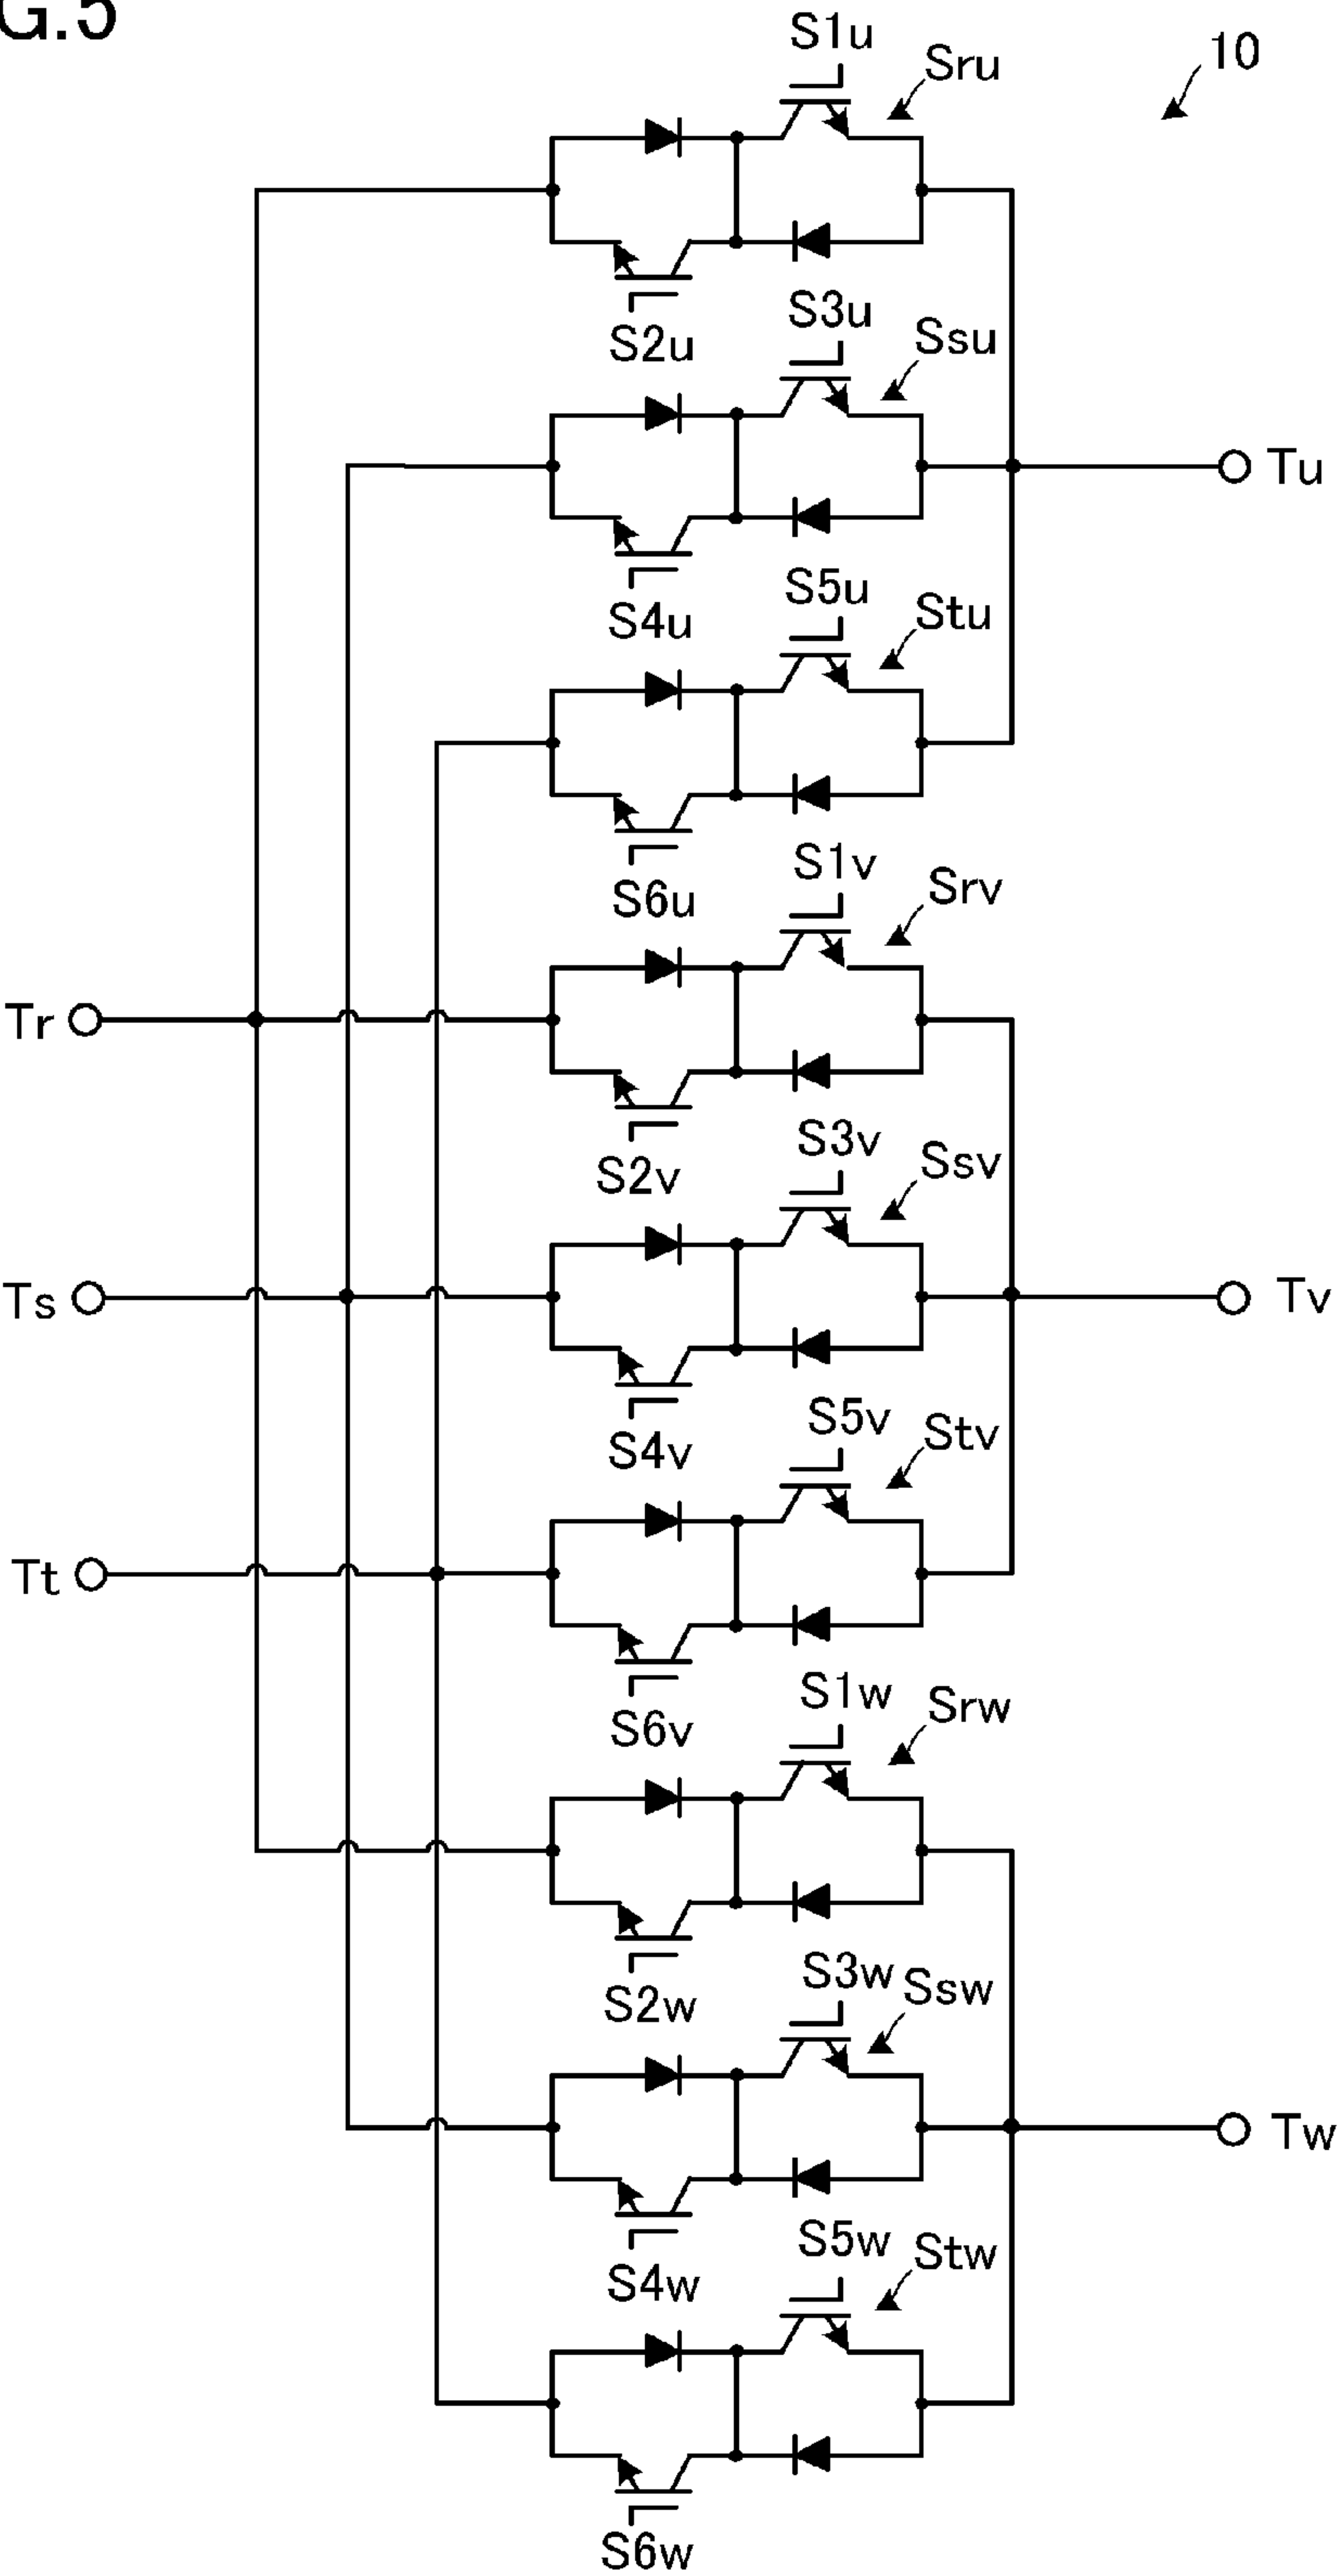 G.5
S1u
Sru
10
S2u
S3u
Ssu
Tu
S4u
S5u
Stu
S6u
S1v
Srv
Tr
S2v
S3v
Ssv
Ts
Tv
S4v
S5v
Stv
Tt
S6v
S1w
Srw
S2w
S3w
Ssw
Tw
S4w
S5w
Stw
S6w